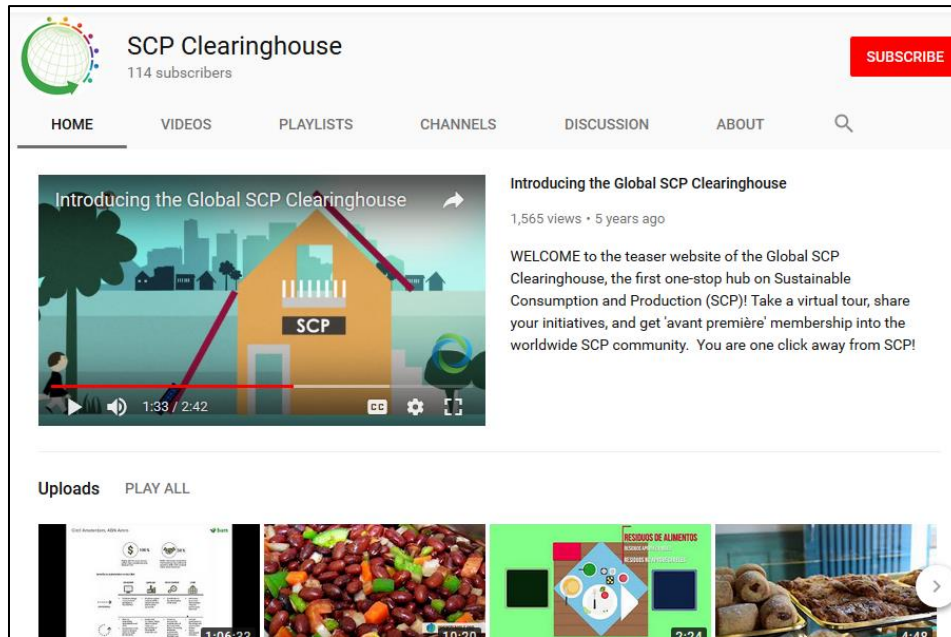 SCP Clearinghouse
114 subscribers
SUBSCRIBE
HOME VIDEOS PLAYLISTS CHANNELS DISCUSSION ABOUT
Introducing the Global SCP Clearinghouse
SCP
1:33 / 2:42
CC
Introducing the Global SCP Clearinghouse
1,565 views • 5 years ago
WELCOME to the teaser website of the Global SCP
Clearinghouse, the first one-stop hub on Sustainable
Consumption and Production (SCP)! Take a virtual tour, share
your initiatives, and get 'avant première' membership into the
worldwide SCP community. You are one click away from SCP!
Uploads PLAY ALL
1:06:33
10:20
RESIDUOS DE ALIMENTOS
2:24
4:48